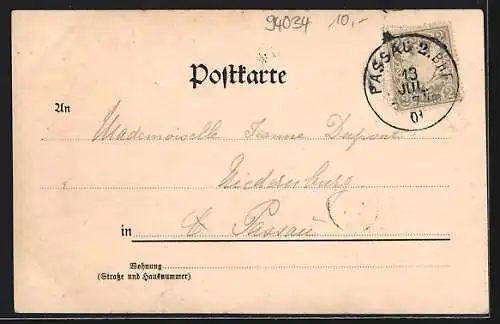 94034 10,-
PASSAU 2. BHF
13
JUL.
01
Postkarte
An
Mademoiselle Jeanne Dupont
Niedernburg
in Passau
Wohnung
(Straße und Hausnummer)